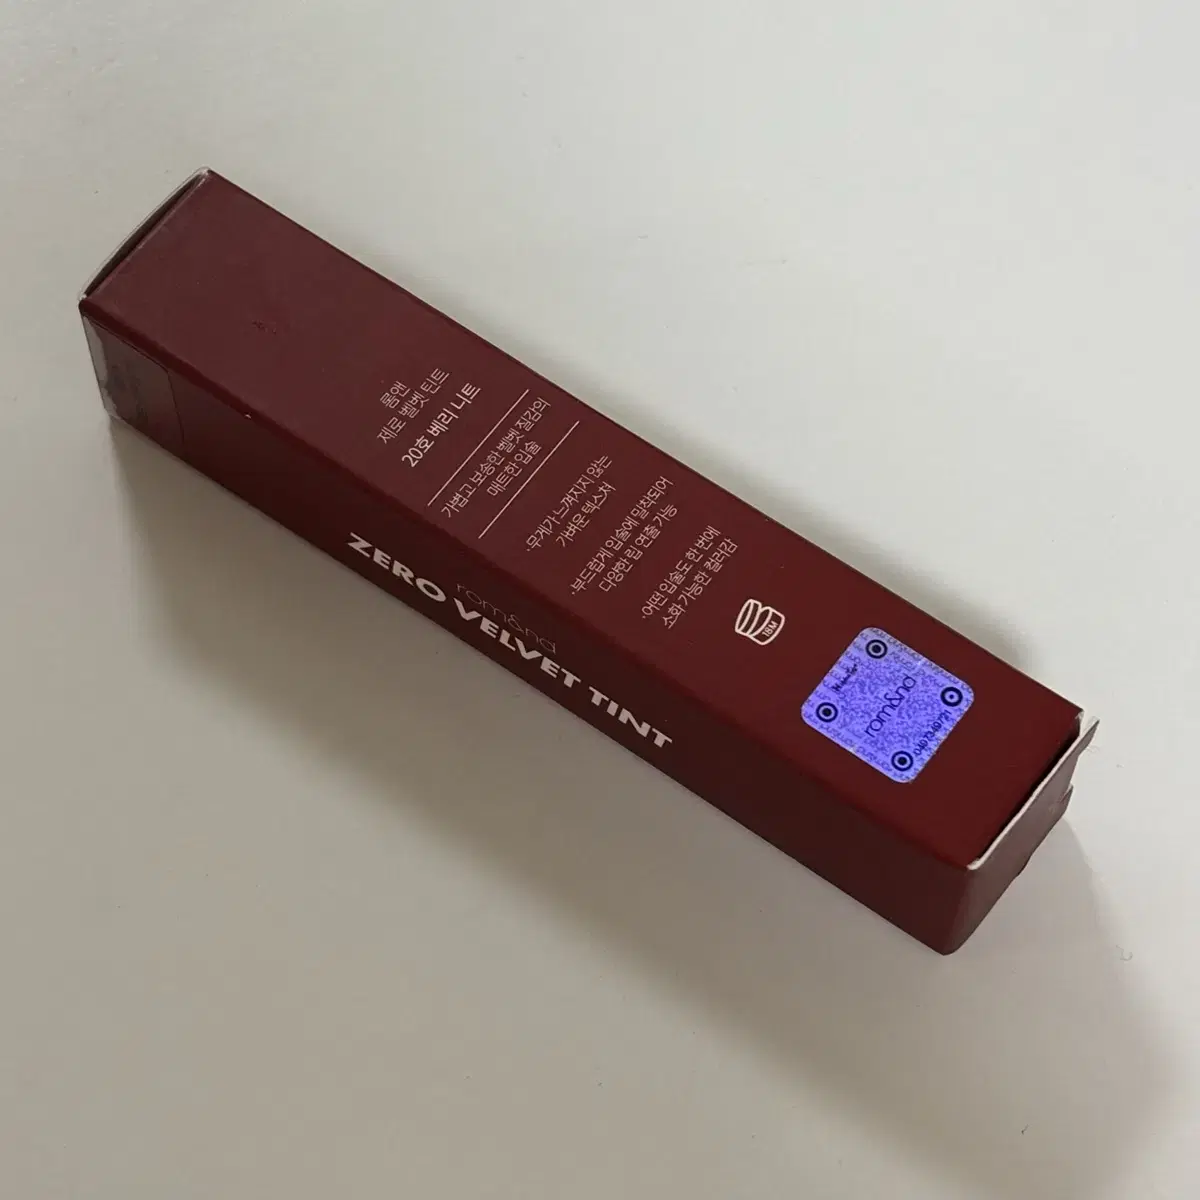 롬앤
제로 벨벳 틴트
20호 베리 니트
가볍고 보송한 벨벳 질감의
매트한 입술
·무게가 느껴지지 않는
가벼운 텍스처
·부드럽게 입술에 밀착되어
다양한 립 연출 가능
·어떤 입술도 한 번에
소화 가능한 컬러감
18M
rom&nd
rom&nd
ZERO VELVET TINT